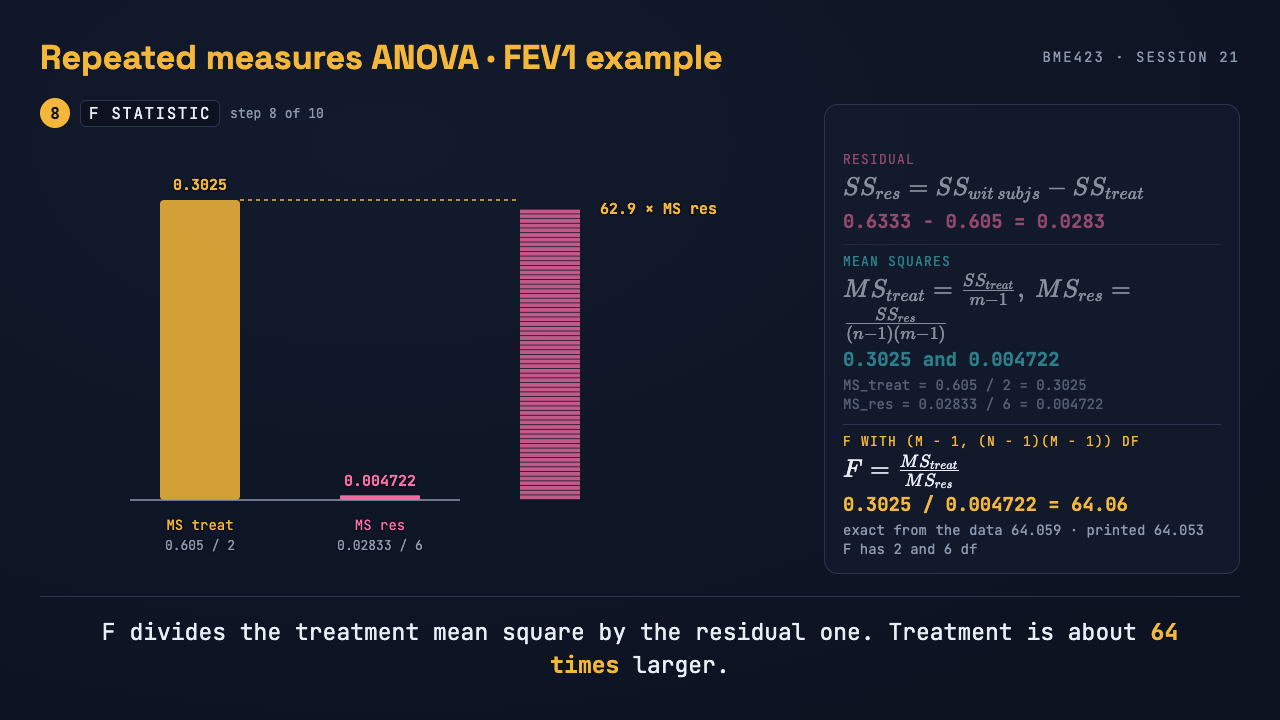 Repeated measures ANOVA · FEV1 example
BME423 · SESSION 21
8 F STATISTIC step 8 of 10
0.3025
62.9 × MS res
0.004722
MS treat
0.605 / 2
MS res
0.02833 / 6
RESIDUAL
SS_res = SS_wit subjs − SS_treat
0.6333 - 0.605 = 0.0283
MEAN SQUARES
MS_treat = SS_treat / m−1 , MS_res =
SS_res / (n−1)(m−1)
0.3025 and 0.004722
MS_treat = 0.605 / 2 = 0.3025
MS_res = 0.02833 / 6 = 0.004722
F WITH (M - 1, (N - 1)(M - 1)) DF
F = MS_treat / MS_res
0.3025 / 0.004722 = 64.06
exact from the data 64.059 · printed 64.053
F has 2 and 6 df
F divides the treatment mean square by the residual one. Treatment is about 64
times larger.